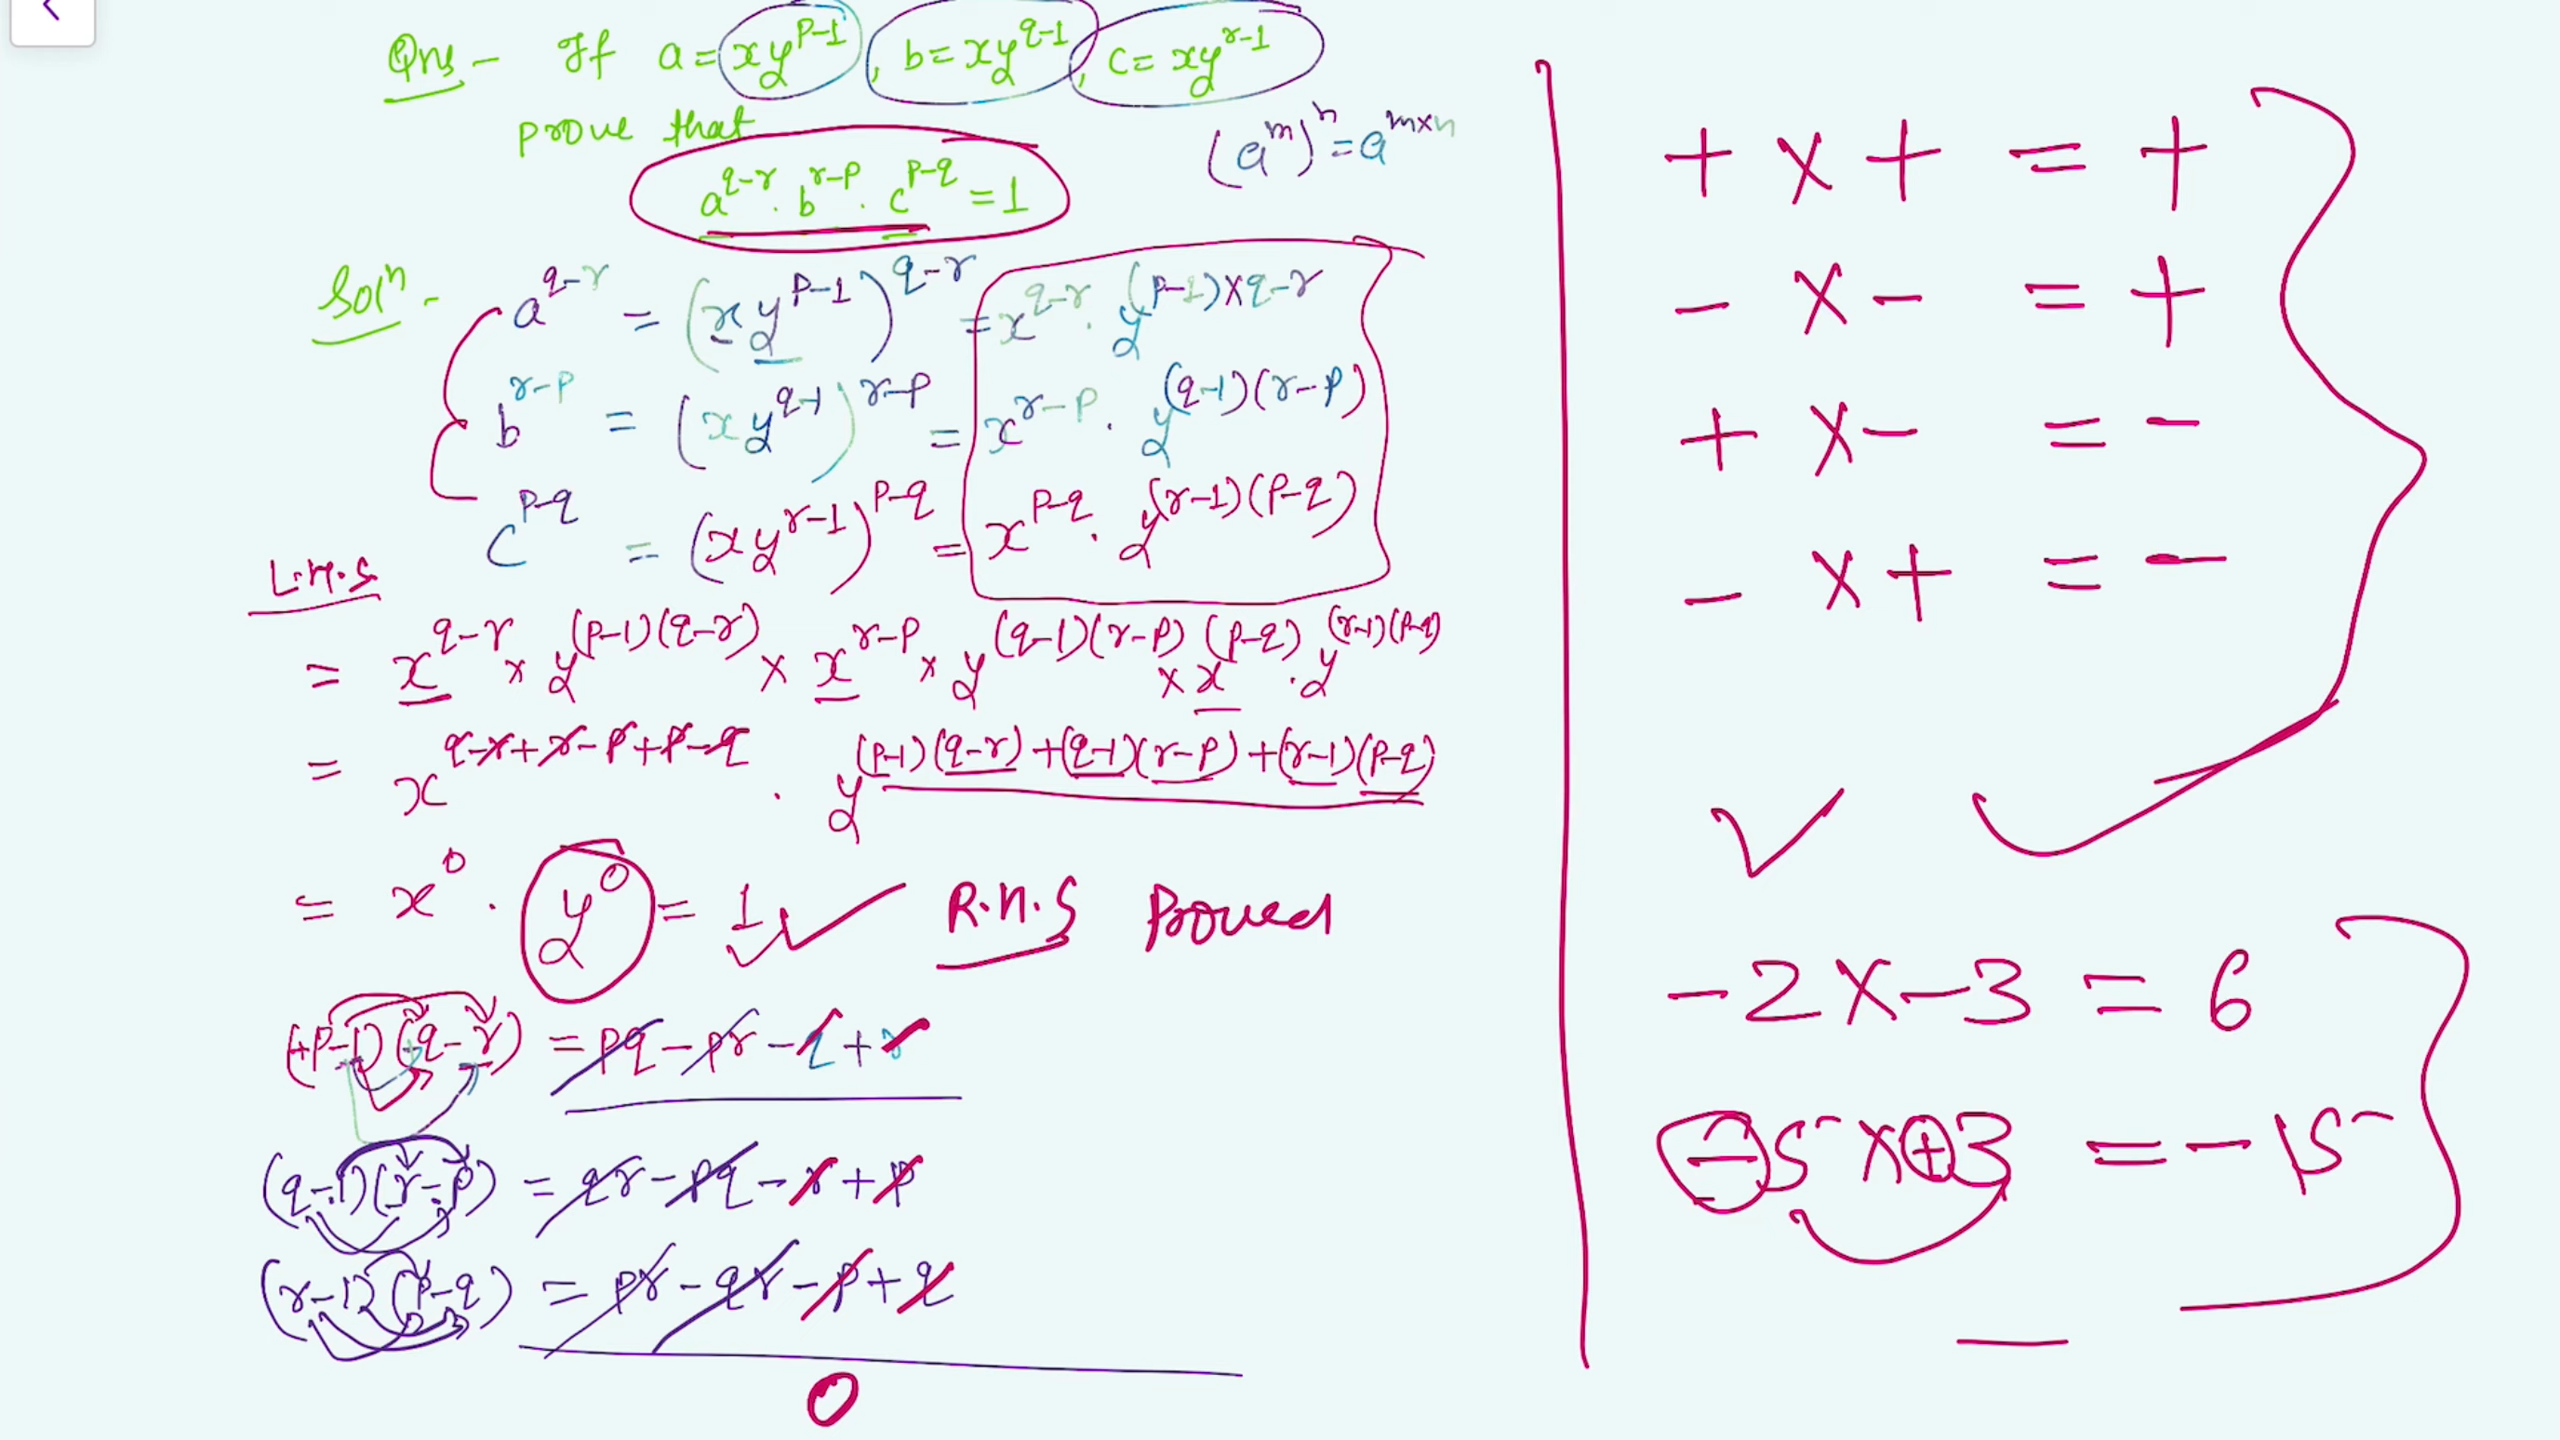 Qns - If a = xy^{p-1}, b = xy^{q-1}, c = xy^{r-1}
prove that
(a^m)^n = a^{m×n}
a^{q-r} . b^{r-p} . c^{p-q} = 1
Sol^n - a^{q-r} = (xy^{p-1})^{q-r} = x^{q-r} . y^{(p-1)×q-r}
b^{r-p} = (xy^{q-1})^{r-p} = x^{r-p} . y^{(q-1)(r-p)}
c^{p-q} = (xy^{r-1})^{p-q} = x^{p-q} . y^{(r-1)(p-q)}
L.H.S
= x^{q-r} × y^{(p-1)(q-r)} × x^{r-p} × y^{(q-1)(r-p)} × x^{(p-q)} . y^{(r-1)(p-q)}
= x^{q-r+r-p+p-q} . y^{(p-1)(q-r)+(q-1)(r-p)+(r-1)(p-q)}
= x^0 . y^0 = 1 R.H.S Proved
(+p-1)(+q-r) = pq - pr - q + r
(q-1)(r-p) = qr - pq - r + p
(r-1)(p-q) = pr - qr - p + q
0
+ × + = +
- × - = +
+ × - = -
- × + = -
-2 × -3 = 6
-5 × +3 = -15